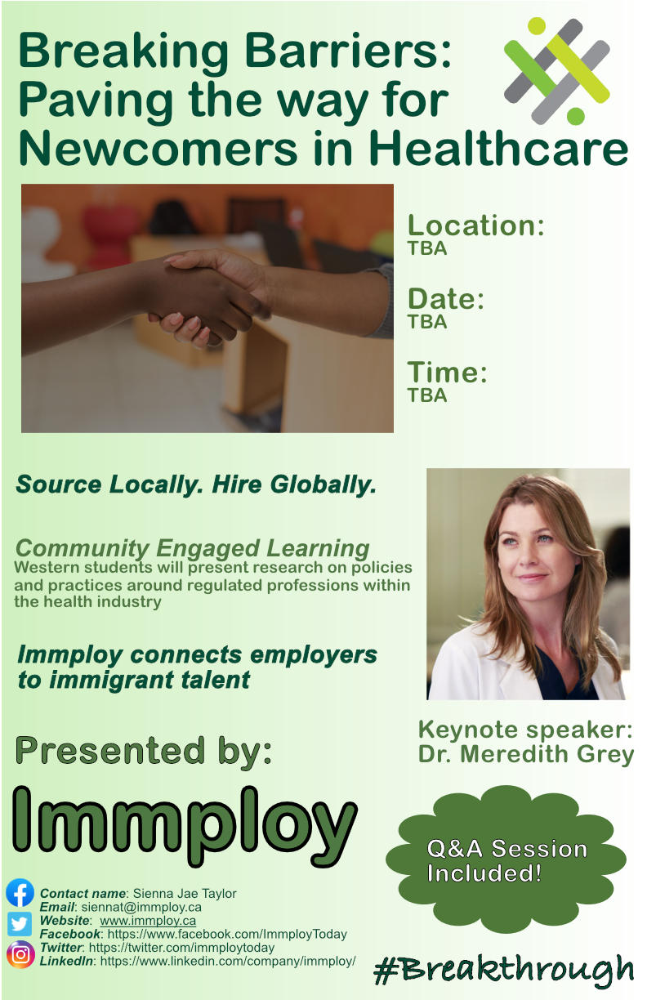 Breaking Barriers:
Paving the way for
Newcomers in Healthcare
Location:
TBA
Date:
TBA
Time:
TBA
Source Locally. Hire Globally.
Community Engaged Learning
Western students will present research on policies
and practices around regulated professions within
the health industry
Immploy connects employers
to immigrant talent
Keynote speaker:
Dr. Meredith Grey
Presented by:
Immploy
Q&A Session
Included!
Contact name: Sienna Jae Taylor
Email: siennat@immploy.ca
Website: www.immploy.ca
Facebook: https://www.facebook.com/ImmployToday
Twitter: https://twitter.com/immploytoday
LinkedIn: https://www.linkedin.com/company/immploy/
#Breakthrough